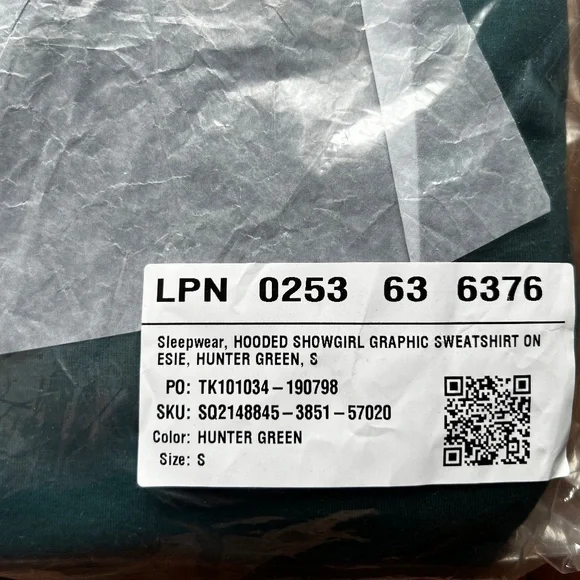 LPN 0253 63 6376
Sleepwear, HOODED SHOWGIRL GRAPHIC SWEATSHIRT ON
ESIE, HUNTER GREEN, S
PO: TK101034-190798
SKU: SQ2148845-3851-57020
Color: HUNTER GREEN
Size: S